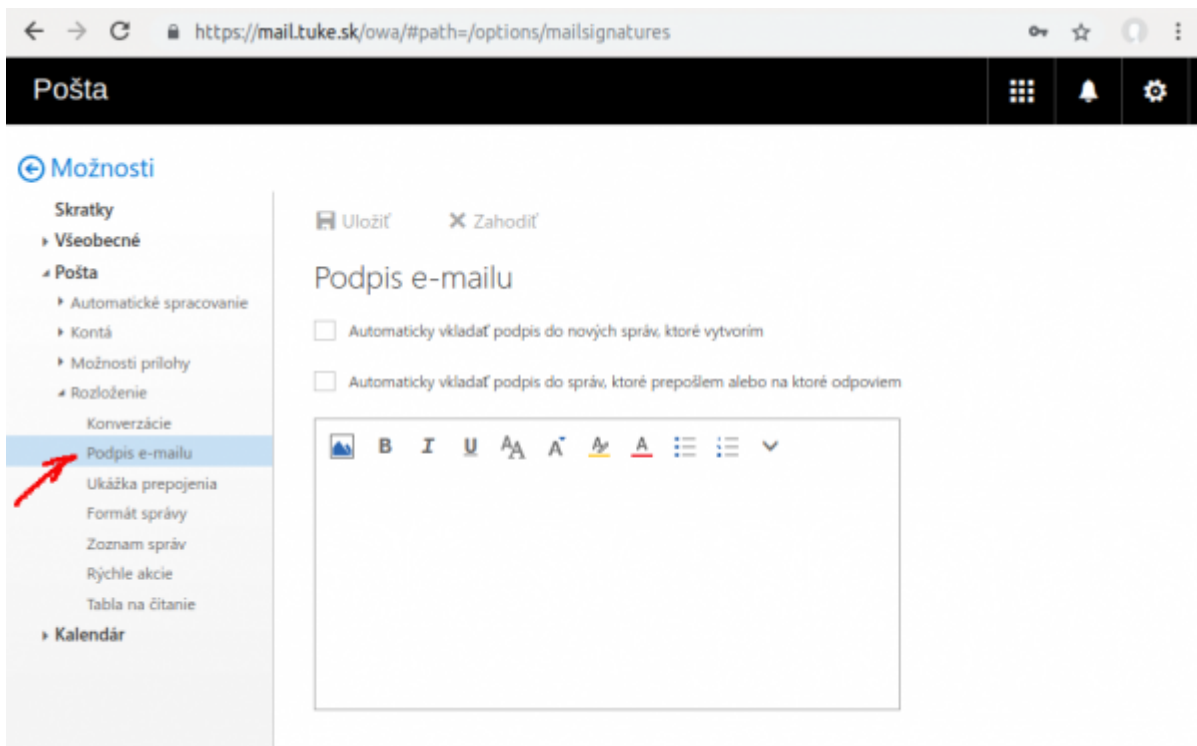 https://mail.tuke.sk/owa/#path=/options/mailsignatures
Pošta
Možnosti
Skratky
Všeobecné
Pošta
Automatické spracovanie
Kontá
Možnosti prílohy
Rozloženie
Konverzácie
Podpis e-mailu
Ukážka prepojenia
Formát správy
Zoznam správ
Rýchle akcie
Tabla na čítanie
Kalendár
Uložiť Zahodiť
Podpis e-mailu
Automaticky vkladať podpis do nových správ, ktoré vytvorím
Automaticky vkladať podpis do správ, ktoré prepošlem alebo na ktoré odpoviem
B I U AA A A A